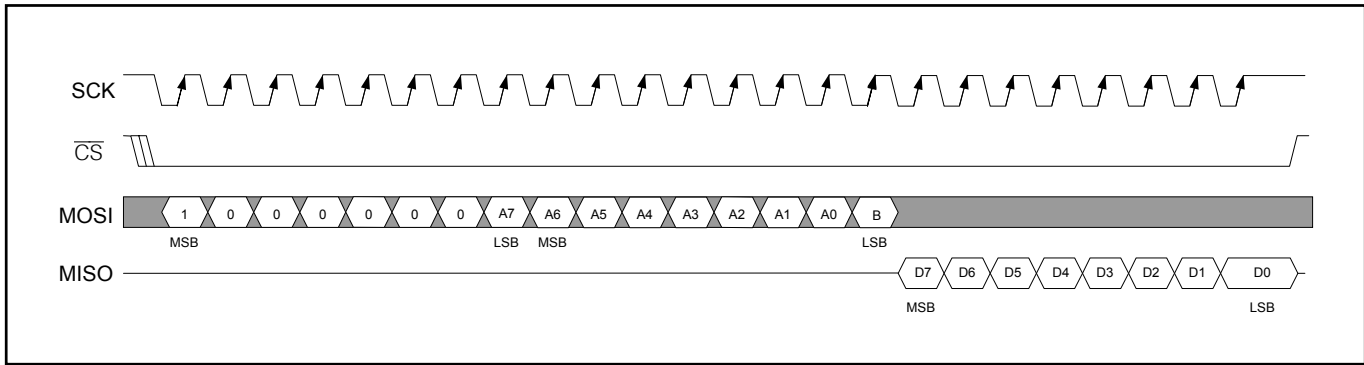 SCK
C̅S̅
MOSI 1 0 0 0 0 0 0 A7 A6 A5 A4 A3 A2 A1 A0 B
MSB LSB MSB LSB
MISO D7 D6 D5 D4 D3 D2 D1 D0
MSB LSB